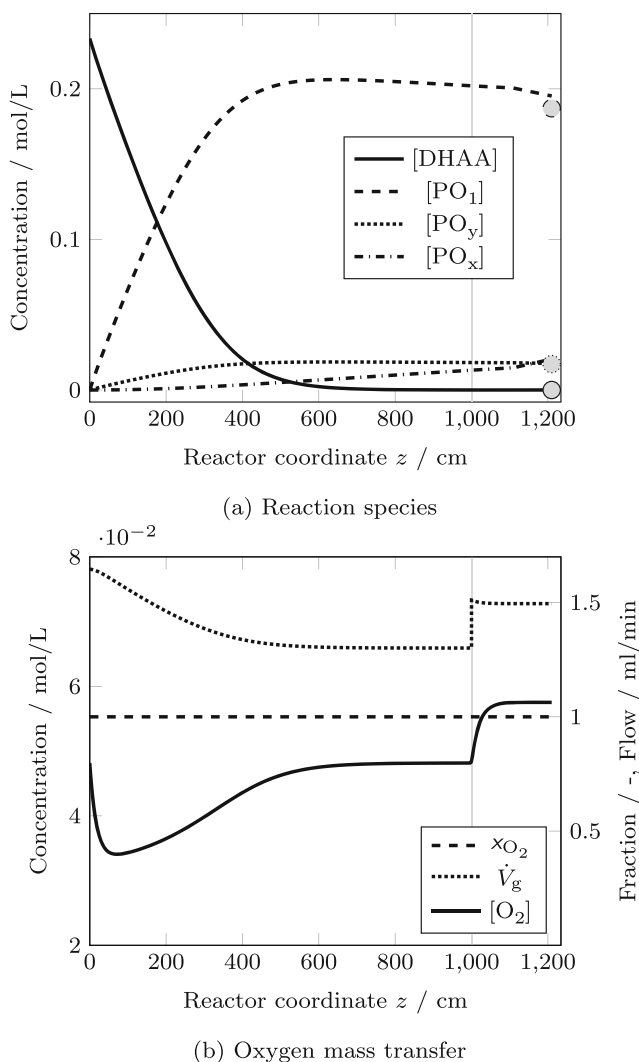 Concentration / mol/L
0.2
0.1
0
[DHAA]
[PO₁]
[PO_y]
[POₓ]
0 200 400 600 800 1,000 1,200
Reactor coordinate z / cm
(a) Reaction species
·10⁻²
Concentration / mol/L
8
6
4
2
1.5
1
0.5
Fraction / -, Flow / ml/min
x_O₂
V̇_g
[O₂]
0 200 400 600 800 1,000 1,200
Reactor coordinate z / cm
(b) Oxygen mass transfer